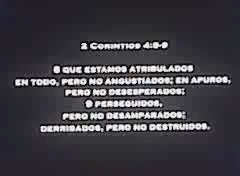 2 Corintios 4:8-9
8 que estamos atribulados
en todo, pero no angustiados; en apuros,
pero no desesperados;
9 perseguidos,
pero no desamparados;
derribados, pero no destruidos.